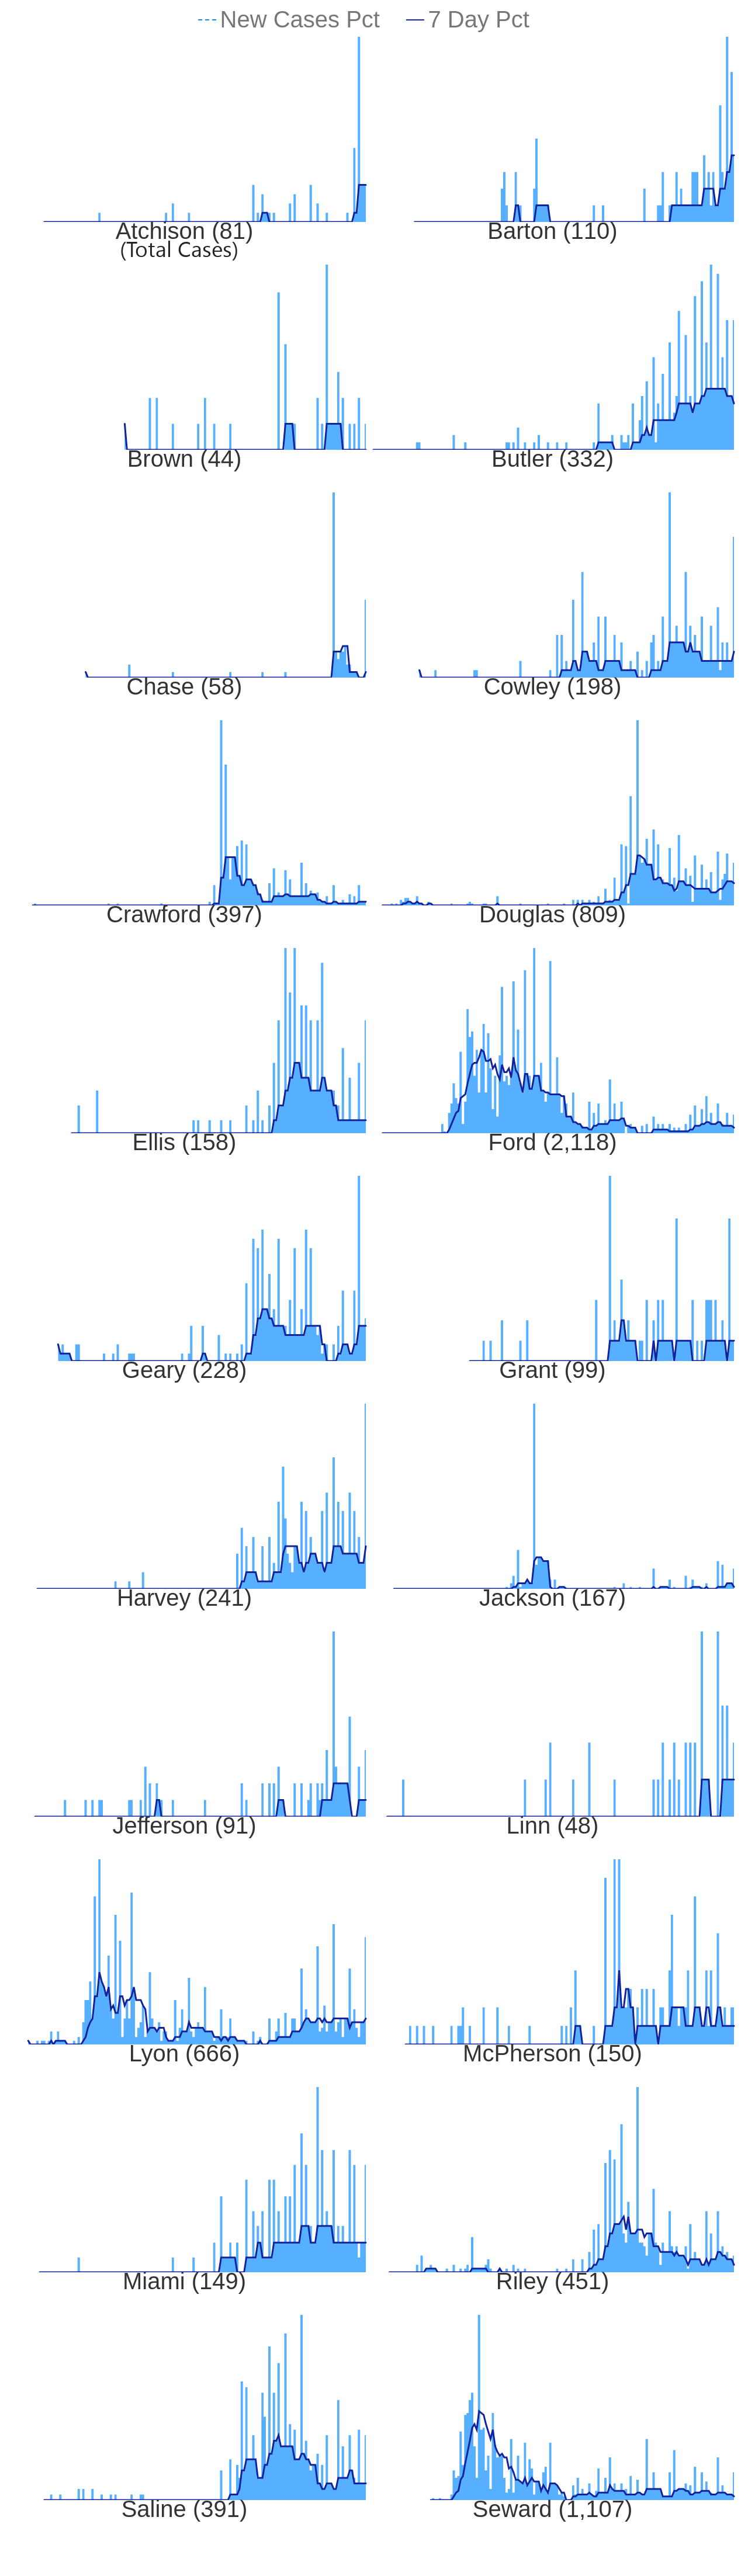 New Cases Pct 7 Day Pct
Atchison (81) Barton (110)
(Total Cases)
Brown (44) Butler (332)
Chase (58) Cowley (198)
Crawford (397) Douglas (809)
Ellis (158) Ford (2,118)
Geary (228) Grant (99)
Harvey (241) Jackson (167)
Jefferson (91) Linn (48)
Lyon (666) McPherson (150)
Miami (149) Riley (451)
Saline (391) Seward (1,107)